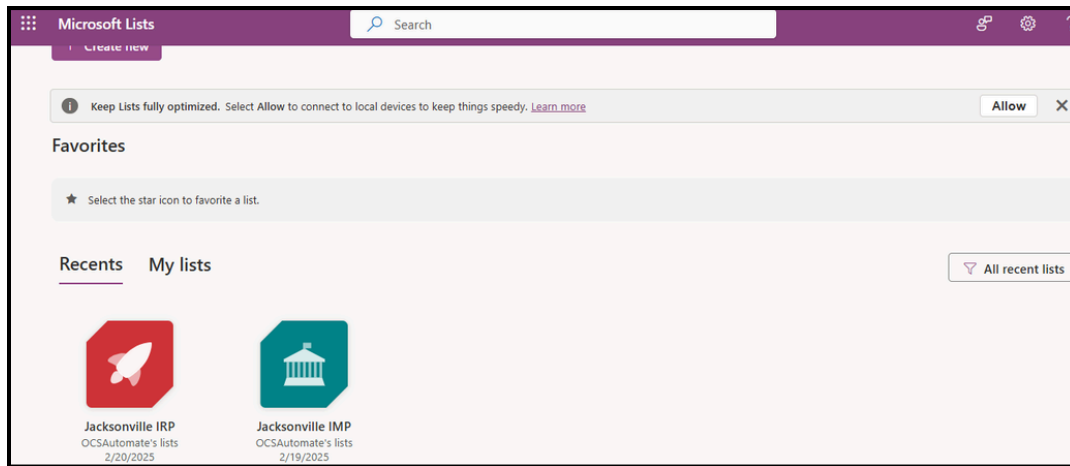 Microsoft Lists
Search
Create new
Keep Lists fully optimized. Select Allow to connect to local devices to keep things speedy. Learn more
Allow
Favorites
Select the star icon to favorite a list.
Recents
My lists
All recent lists
Jacksonville IRP
OCSAutomate's lists
2/20/2025
Jacksonville IMP
OCSAutomate's lists
2/19/2025